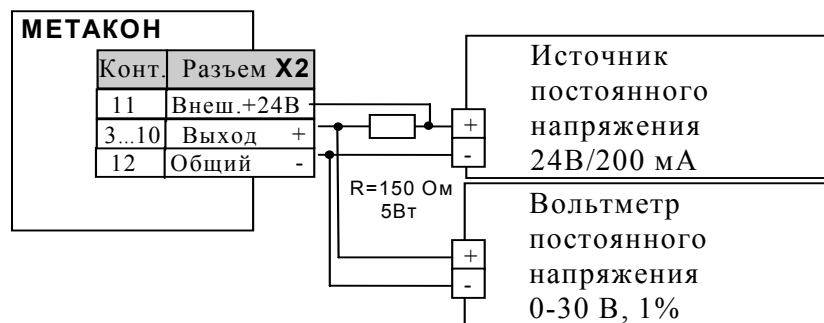 МЕТАКОН
Конт. Разъем X2
11 Внеш.+24В
3...10 Выход +
12 Общий -
R=150 Ом
5Вт
+
-
Источник
постоянного
напряжения
24В/200 мА
+
-
Вольтметр
постоянного
напряжения
0-30 В, 1%